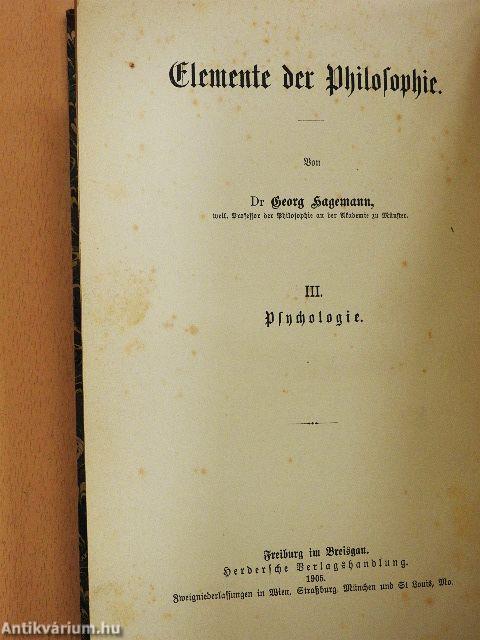 Elemente der Philosophie.
Von
Dr Georg Hagemann,
weil. Professor der Philosophie an der Akademie zu Münster.
III.
Psychologie.
Freiburg im Breisgau.
Herdersche Verlagshandlung.
1905.
Zweigniederlassungen in Wien, Straßburg, München und St Louis, Mo.
Antikvárium.hu